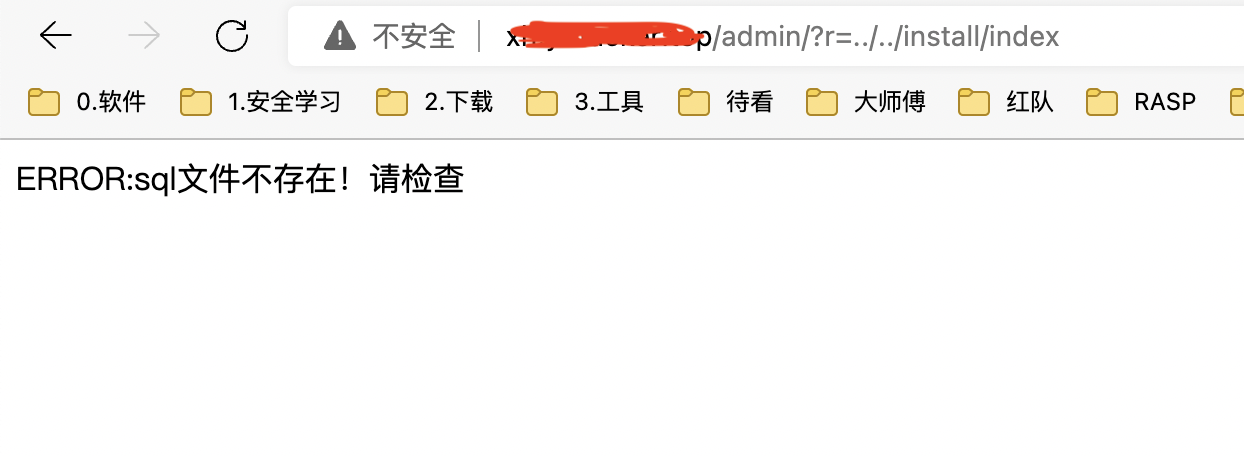 不安全 /admin/?r=../../install/index
0.软件 1.安全学习 2.下载 3.工具 待看 大师傅 红队 RASP
ERROR:sql文件不存在！请检查